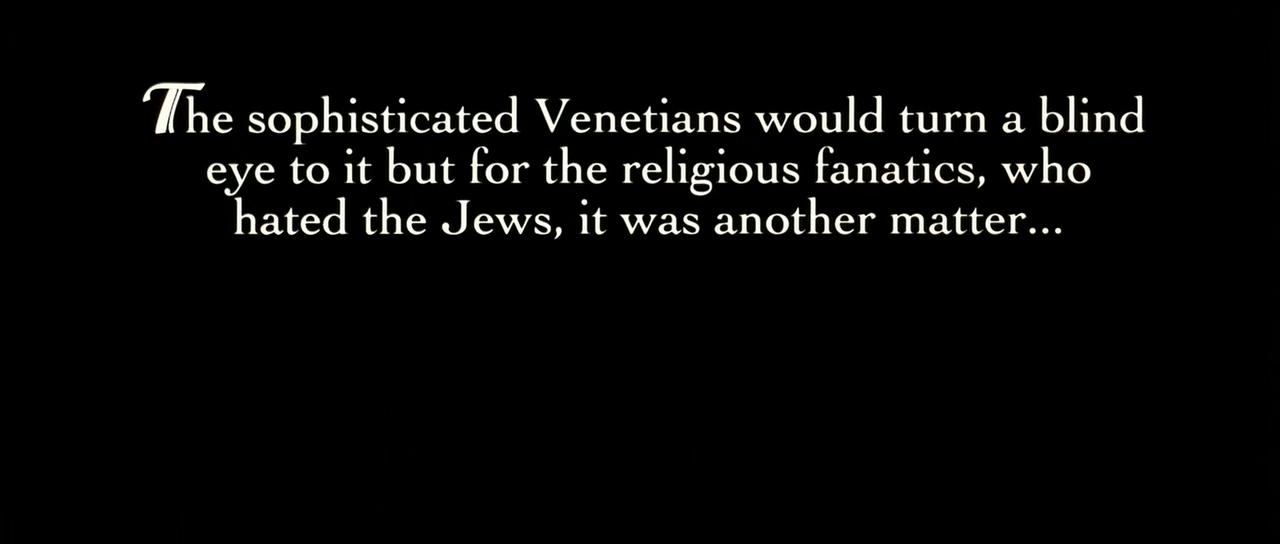 The sophisticated Venetians would turn a blind
eye to it but for the religious fanatics, who
hated the Jews, it was another matter...